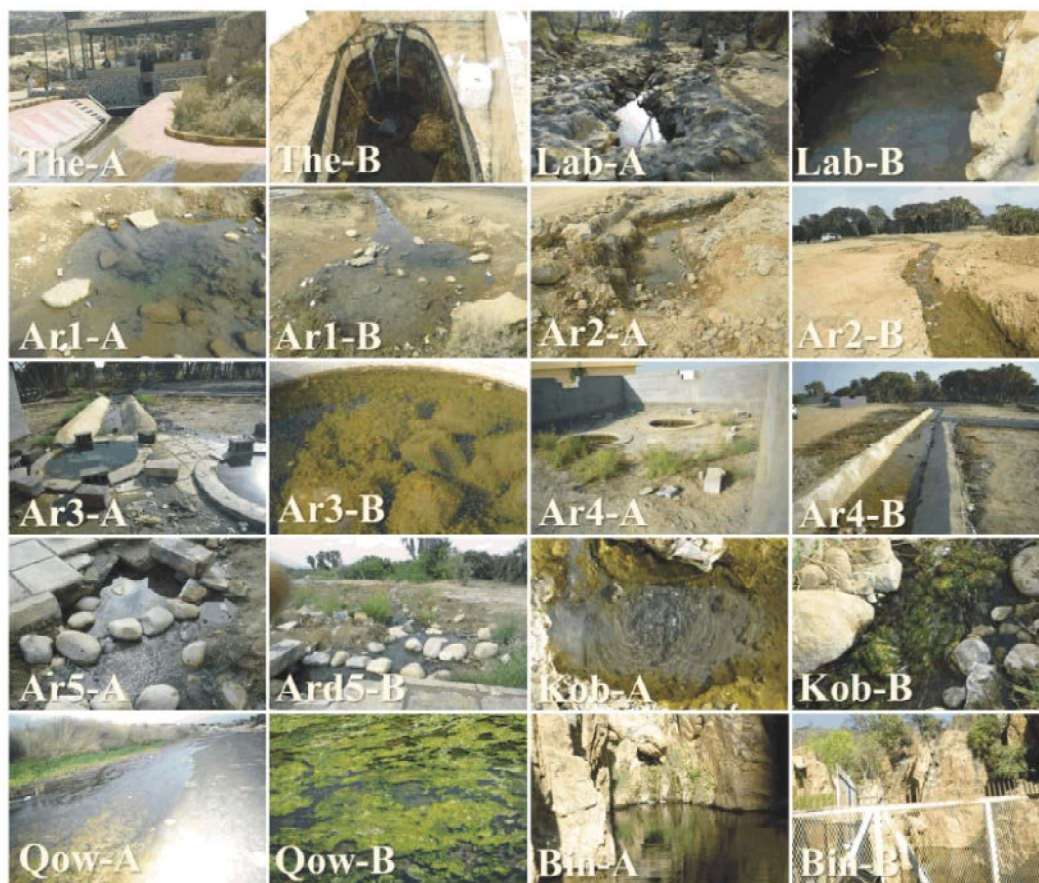 The-A
The-B
Lab-A
Lab-B
Ar1-A
Ar1-B
Ar2-A
Ar2-B
Ar3-A
Ar3-B
Ar4-A
Ar4-B
Ar5-A
Ard5-B
Kob-A
Kob-B
Qow-A
Qow-B
Bin-A
Bin-B